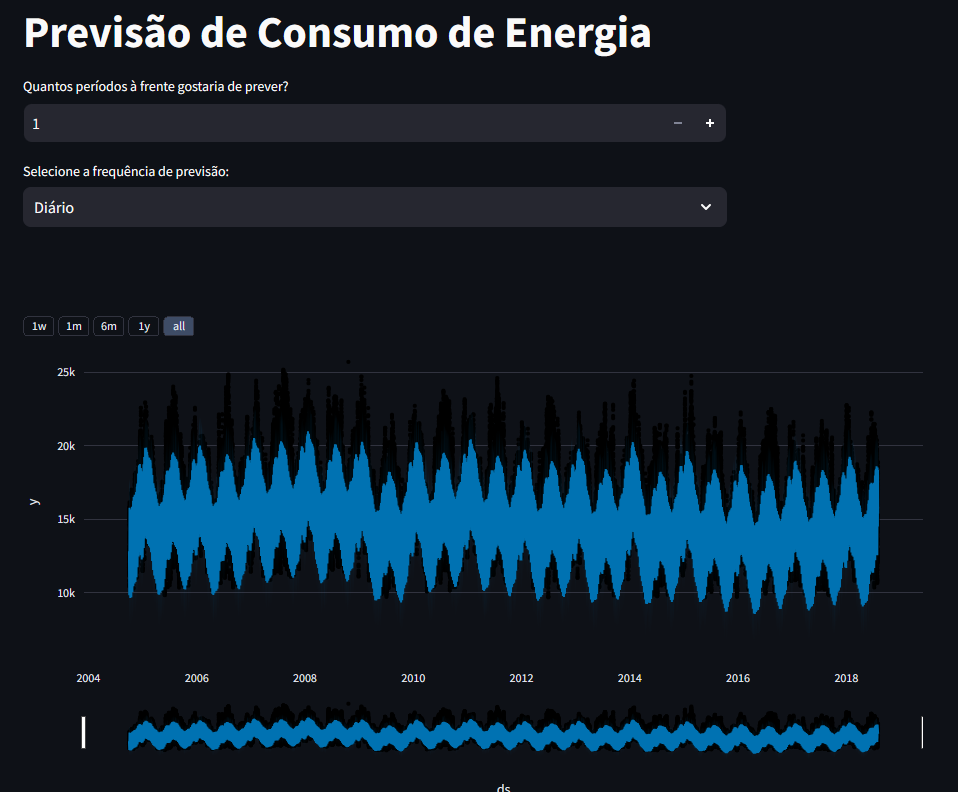 Previsão de Consumo de Energia
Quantos períodos à frente gostaria de prever?
1
Selecione a frequência de previsão:
Diário
1w 1m 6m 1y all
25k
20k
15k
10k
y
2004 2006 2008 2010 2012 2014 2016 2018
ds